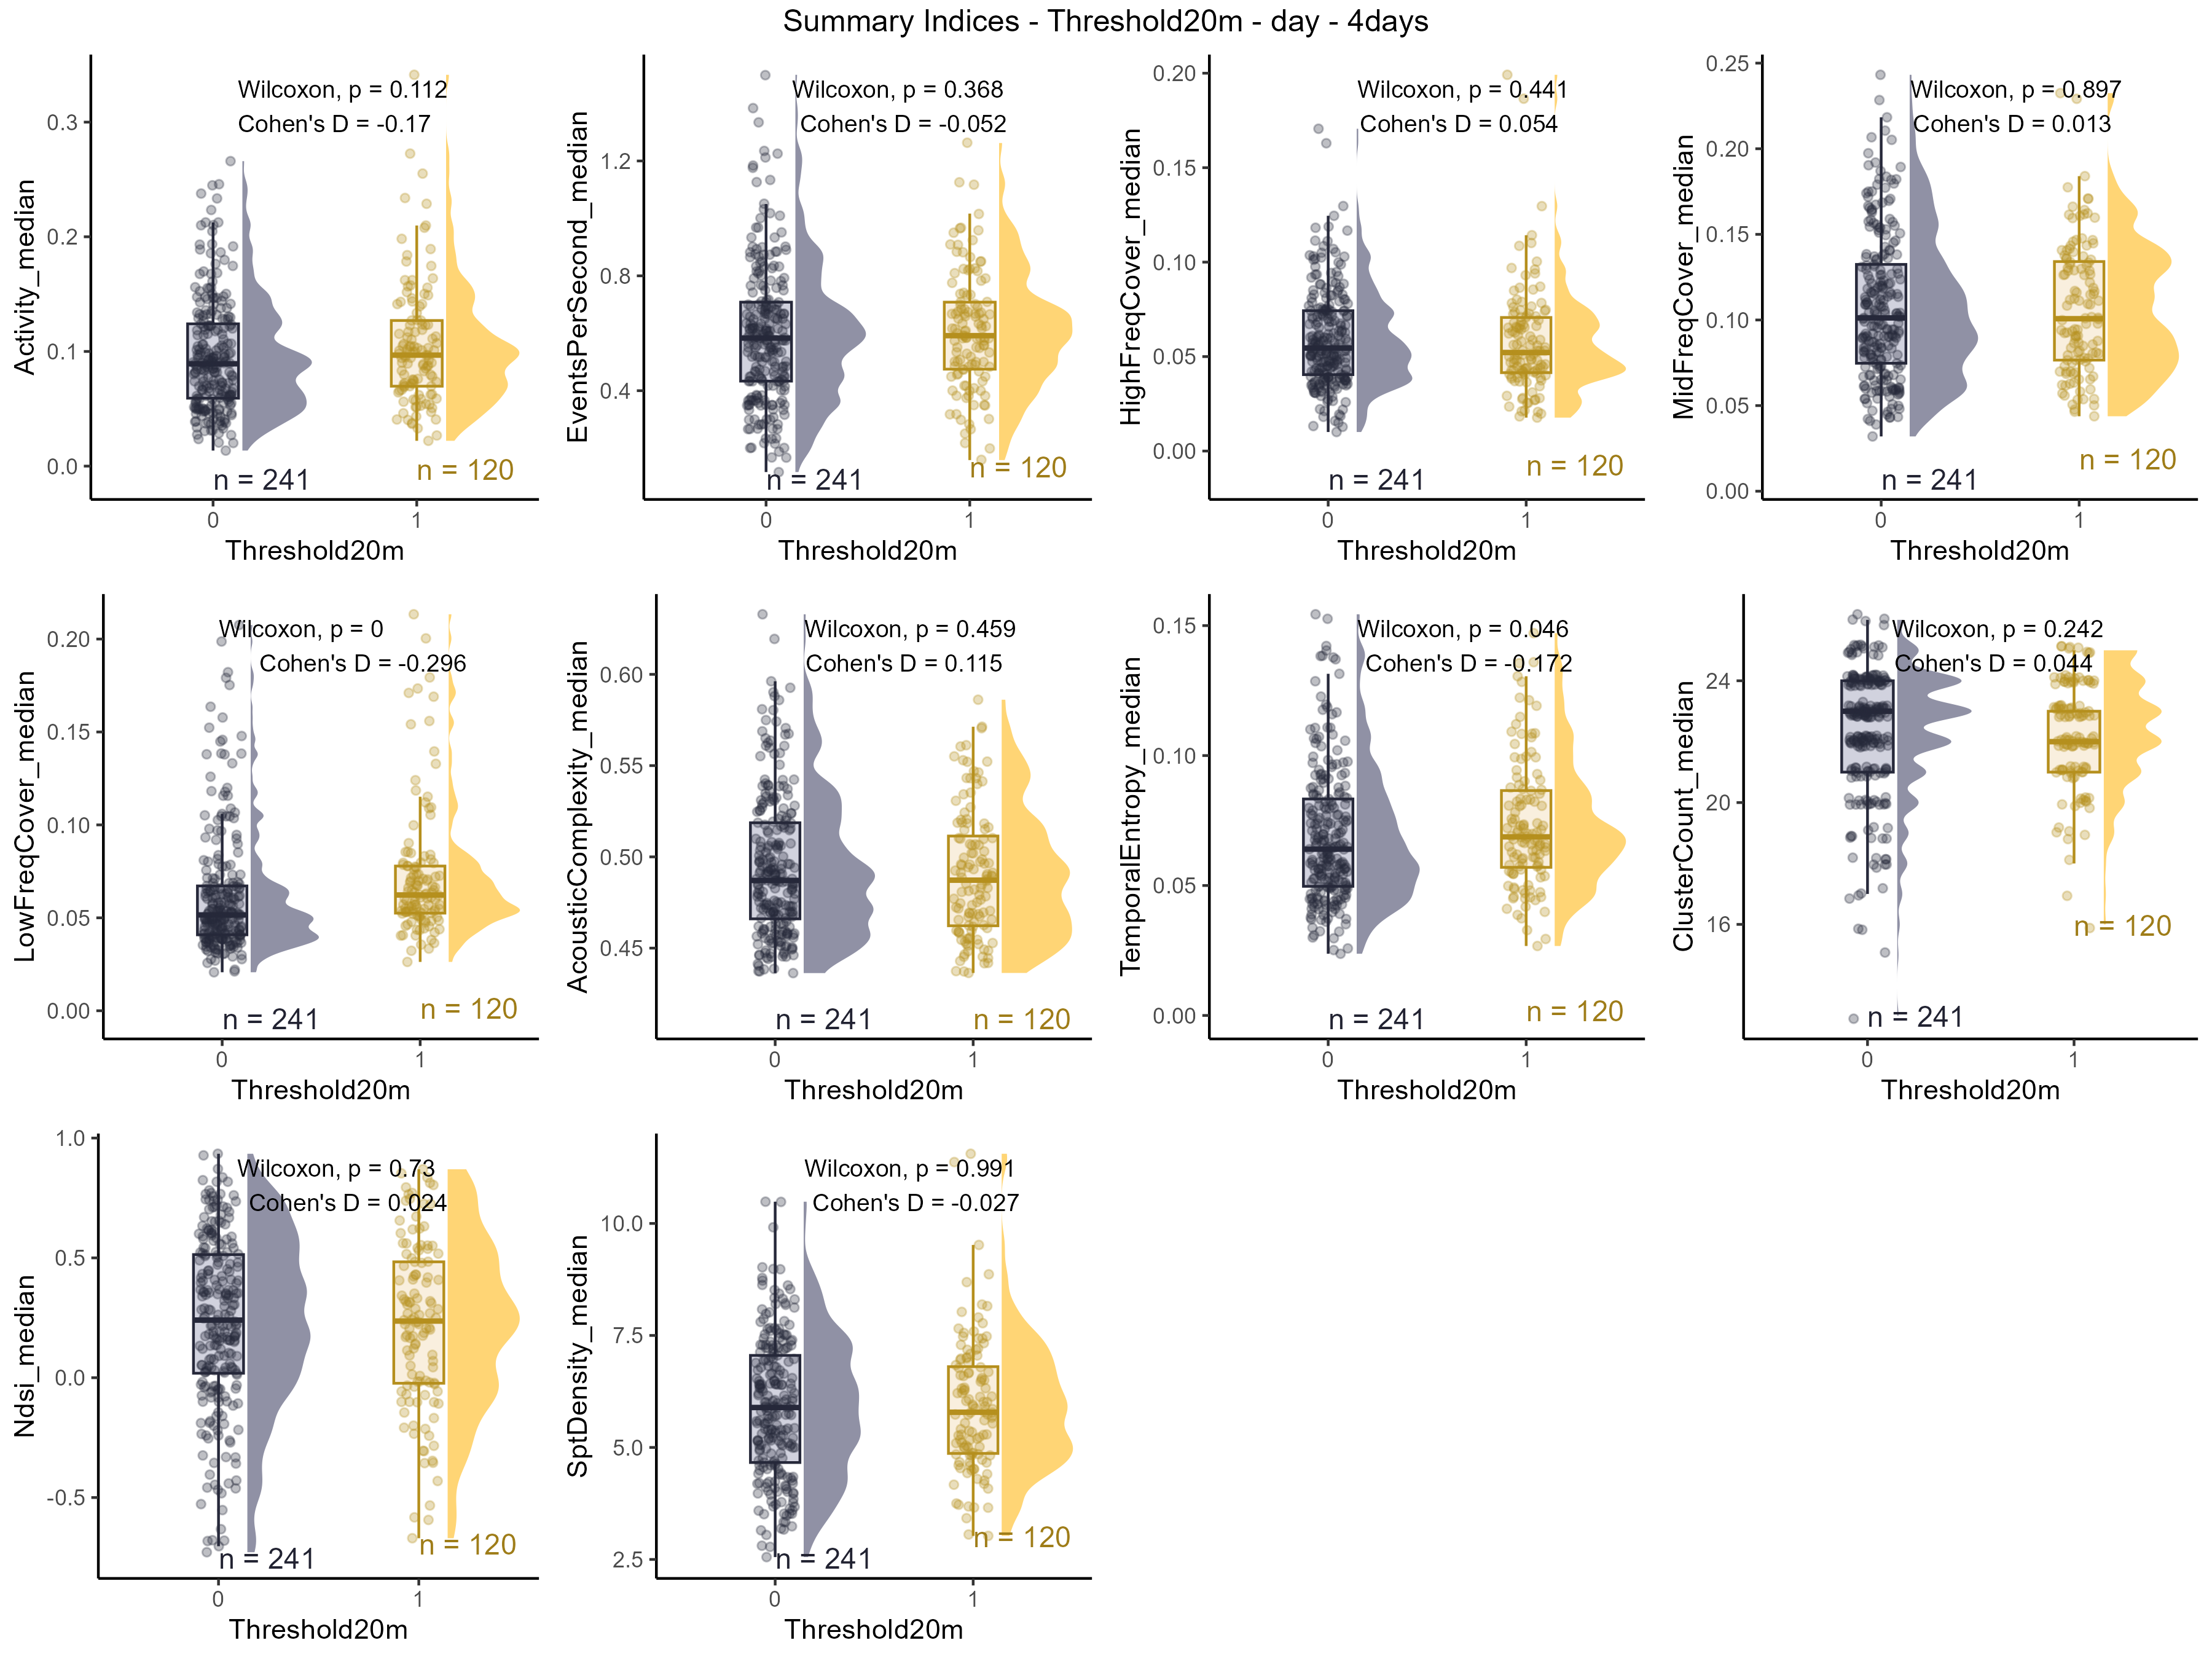 Summary Indices - Threshold20m - day - 4days
Activity_median
0.3
0.2
0.1
0.0
Wilcoxon, p = 0.112
Cohen's D = -0.17
n = 241
n = 120
0
1
Threshold20m
EventsPerSecond_median
1.2
0.8
0.4
Wilcoxon, p = 0.368
Cohen's D = -0.052
n = 241
n = 120
0
1
Threshold20m
HighFreqCover_median
0.20
0.15
0.10
0.05
0.00
Wilcoxon, p = 0.441
Cohen's D = 0.054
n = 241
n = 120
0
1
Threshold20m
MidFreqCover_median
0.25
0.20
0.15
0.10
0.05
0.00
Wilcoxon, p = 0.897
Cohen's D = 0.013
n = 241
n = 120
0
1
Threshold20m
LowFreqCover_median
0.20
0.15
0.10
0.05
0.00
Wilcoxon, p = 0
Cohen's D = -0.296
n = 241
n = 120
0
1
Threshold20m
AcousticComplexity_median
0.60
0.55
0.50
0.45
Wilcoxon, p = 0.459
Cohen's D = 0.115
n = 241
n = 120
0
1
Threshold20m
TemporalEntropy_median
0.15
0.10
0.05
0.00
Wilcoxon, p = 0.046
Cohen's D = -0.172
n = 241
n = 120
0
1
Threshold20m
ClusterCount_median
24
20
16
Wilcoxon, p = 0.242
Cohen's D = 0.044
n = 241
n = 120
0
1
Threshold20m
Ndsi_median
1.0
0.5
0.0
-0.5
Wilcoxon, p = 0.73
Cohen's D = 0.024
n = 241
n = 120
0
1
Threshold20m
SptDensity_median
10.0
7.5
5.0
2.5
Wilcoxon, p = 0.991
Cohen's D = -0.027
n = 241
n = 120
0
1
Threshold20m